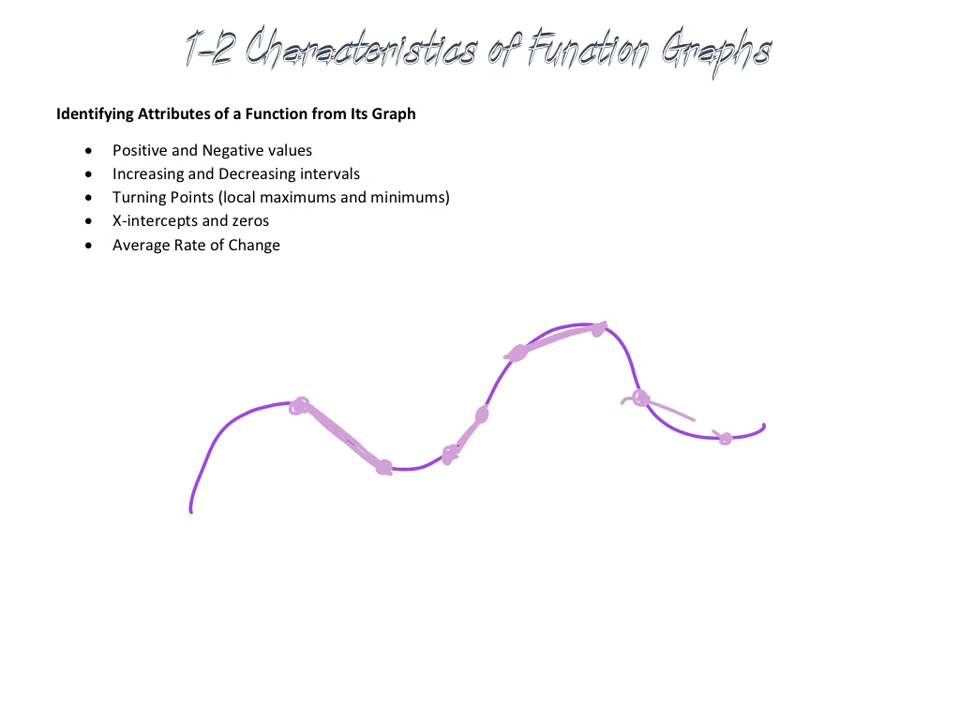 1-2 Characteristics of Function Graphs
Identifying Attributes of a Function from Its Graph
• Positive and Negative values
• Increasing and Decreasing intervals
• Turning Points (local maximums and minimums)
• X-intercepts and zeros
• Average Rate of Change